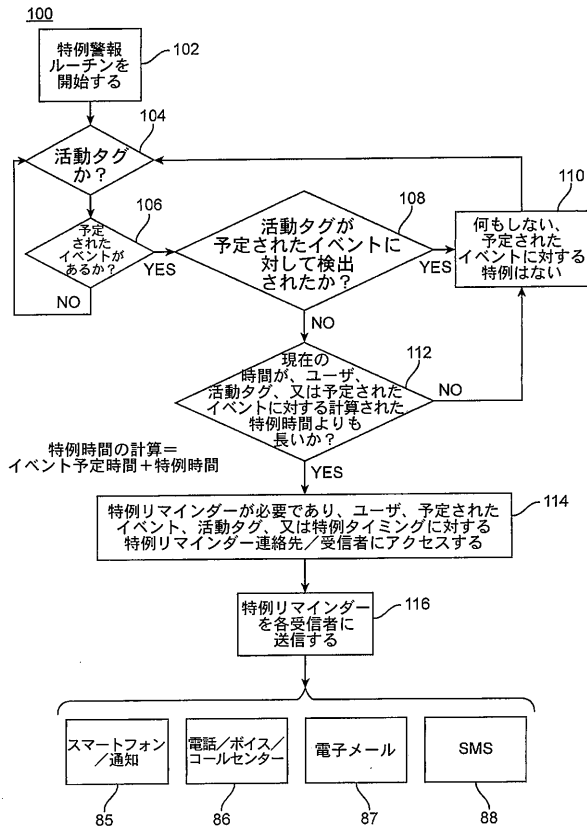 100
特例警報
ルーチンを
開始する
102
104
活動タグ
か?
106
予定
された
イベントが
あるか?
YES
NO
108
活動タグが
予定されたイベントに
対して検出
されたか?
YES
NO
110
何もしない、
予定された
イベントに対する
特例はない
112
現在の
時間が、ユーザ、
活動タグ、又は予定された
イベントに対する計算された
特例時間よりも
長いか?
NO
YES
特例時間の計算=
イベント予定時間+特例時間
114
特例リマインダーが必要であり、ユーザ、予定された
イベント、活動タグ、又は特例タイミングに対する
特例リマインダー連絡先/受信者にアクセスする
116
特例リマインダー
を各受信者に
送信する
スマートフォン
/通知
電話/ボイス/
コールセンター
電子メール
SMS
85
86
87
88